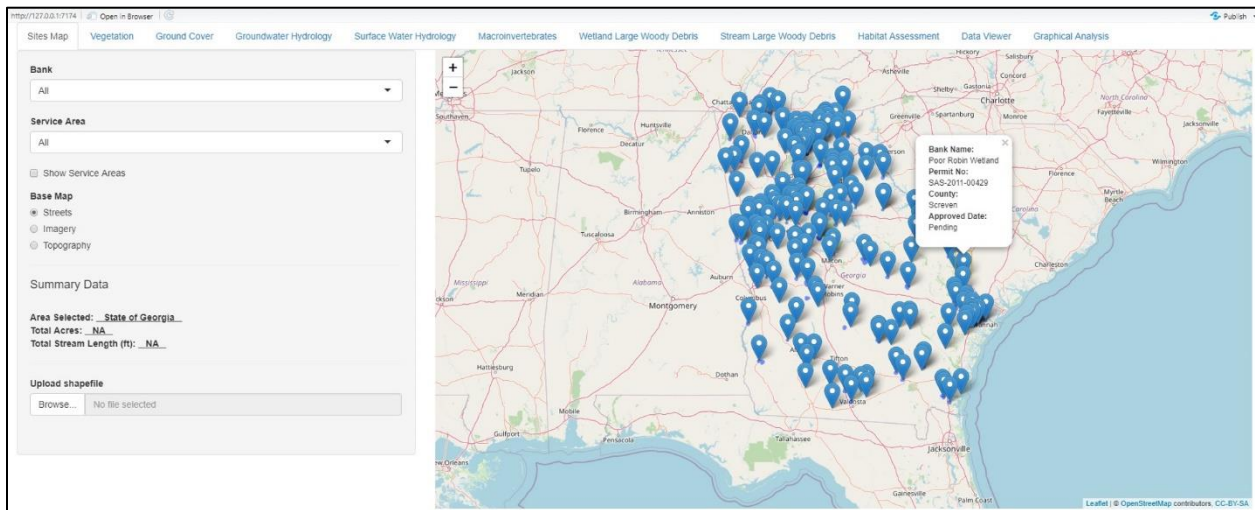 http://127.0.0.1:7174 Open in Browser Publish
Sites Map Vegetation Ground Cover Groundwater Hydrology Surface Water Hydrology Macroinvertebrates Wetland Large Woody Debris Stream Large Woody Debris Habitat Assessment Data Viewer Graphical Analysis
Bank
All
Service Area
All
Show Service Areas
Base Map
Streets
Imagery
Topography
Summary Data
Area Selected: State of Georgia
Total Acres: NA
Total Stream Length (ft): NA
Upload shapefile
Browse... No file selected
+
−
Hickory
Salisbury
Jackson
Asheville
Concord
Shelby
Gastonia
Charlotte
North Carolina
Fayetteville
Huntsville
Greenville
Spartanburg
Monroe
Florence
Jacksonville
Decatur
Tupelo
Wilmington
Florence
Birmingham
Anniston
Myrtle Beach
Tuscaloosa
Bank Name:
Poor Robin Wetland
Permit No:
SAS-2011-00429
County:
Screven
Approved Date:
Pending
×
Macon
Charleston
Auburn
Georgia
Mississippi
Alabama
Meridian
Warner Robins
Columbus
Montgomery
Hattiesburg
Dothan
Tifton
Valdosta
Mobile
Gulfport
Pensacola
Tallahassee
Jacksonville
New Orleans
Gainesville
Palm Coast
Leaflet | © OpenStreetMap contributors, CC-BY-SA